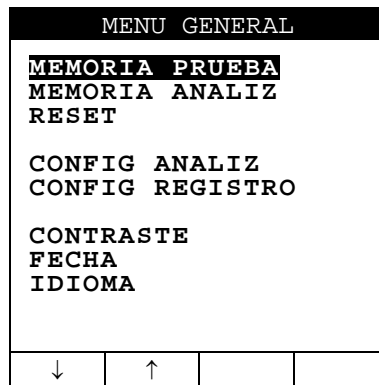 MENU GENERAL
MEMORIA PRUEBA
MEMORIA ANALIZ
RESET
CONFIG ANALIZ
CONFIG REGISTRO
CONTRASTE
FECHA
IDIOMA
↓ ↑